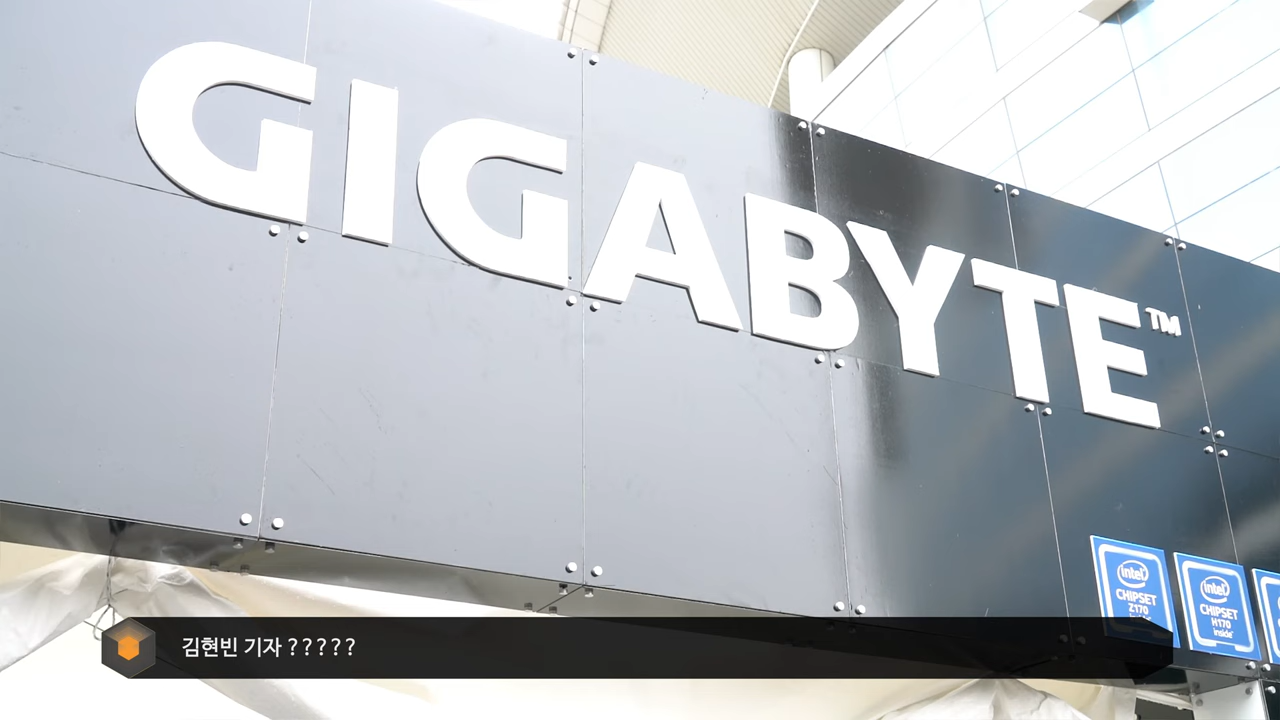 GIGABYTE™
intel
CHIPSET
Z170
intel
CHIPSET
H170
inside
김현빈 기자 ?????